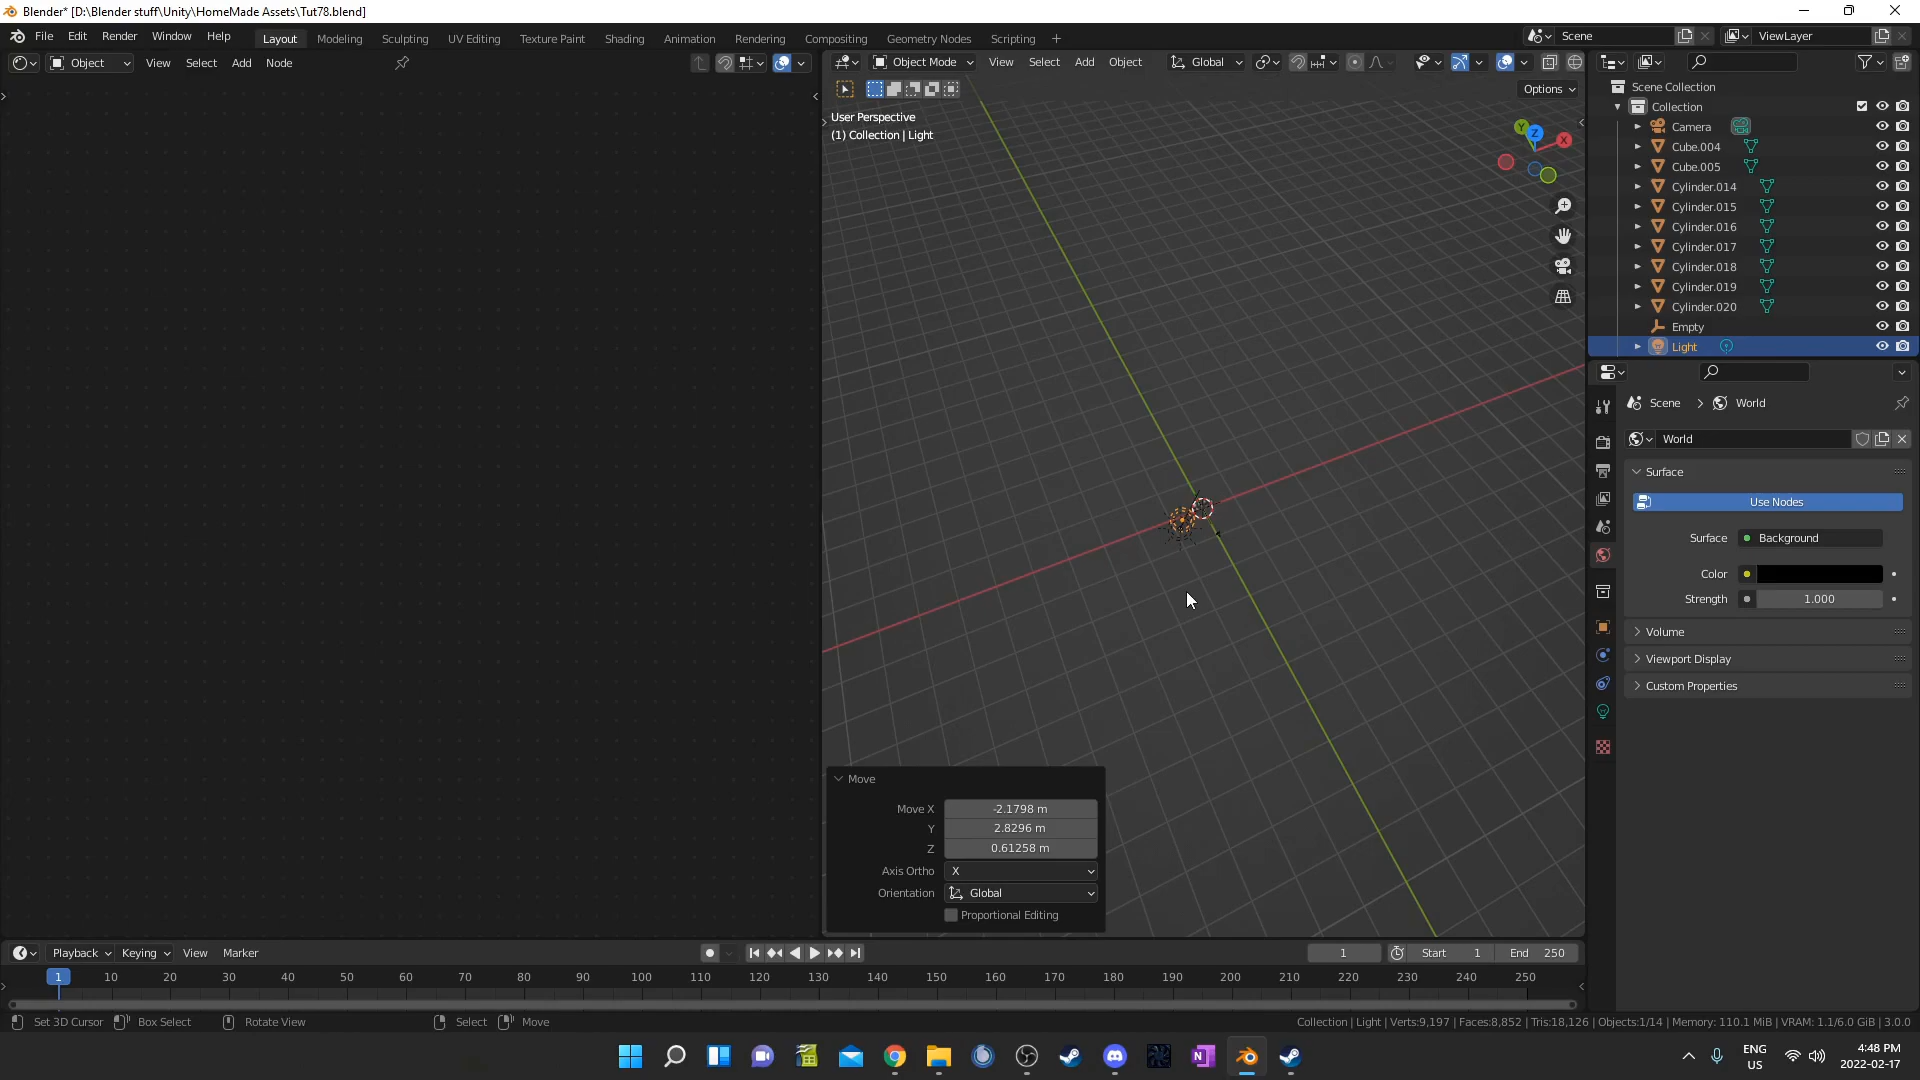 Blender* [D:\Blender stuff\Unity\HomeMade Assets\Tut78.blend]
File Edit Render Window Help Layout Modeling Sculpting UV Editing Texture Paint Shading Animation Rendering Compositing Geometry Nodes Scripting + Scene ViewLayer
Object View Select Add Node
Object Mode View Select Add Object Global
Options
User Perspective
(1) Collection | Light
Y Z X
Scene Collection
Collection
Camera
Cube.004
Cube.005
Cylinder.014
Cylinder.015
Cylinder.016
Cylinder.017
Cylinder.018
Cylinder.019
Cylinder.020
Empty
Light
Scene > World
World
Surface
Use Nodes
Surface Background
Color
Strength 1.000
Volume
Viewport Display
Custom Properties
Move
Move X -2.1798 m
Y 2.8296 m
Z 0.61258 m
Axis Ortho X
Orientation Global
Proportional Editing
Playback Keying View Marker 1 Start 1 End 250
1 10 20 30 40 50 60 70 80 90 100 110 120 130 140 150 160 170 180 190 200 210 220 230 240 250
Set 3D Cursor Box Select Rotate View Select Move
Collection | Light | Verts:9,197 | Faces:8,852 | Tris:18,126 | Objects:1/14 | Memory: 110.1 MiB | VRAM: 1.1/6.0 GiB | 3.0.0
ENG
US
4:48 PM
2022-02-17